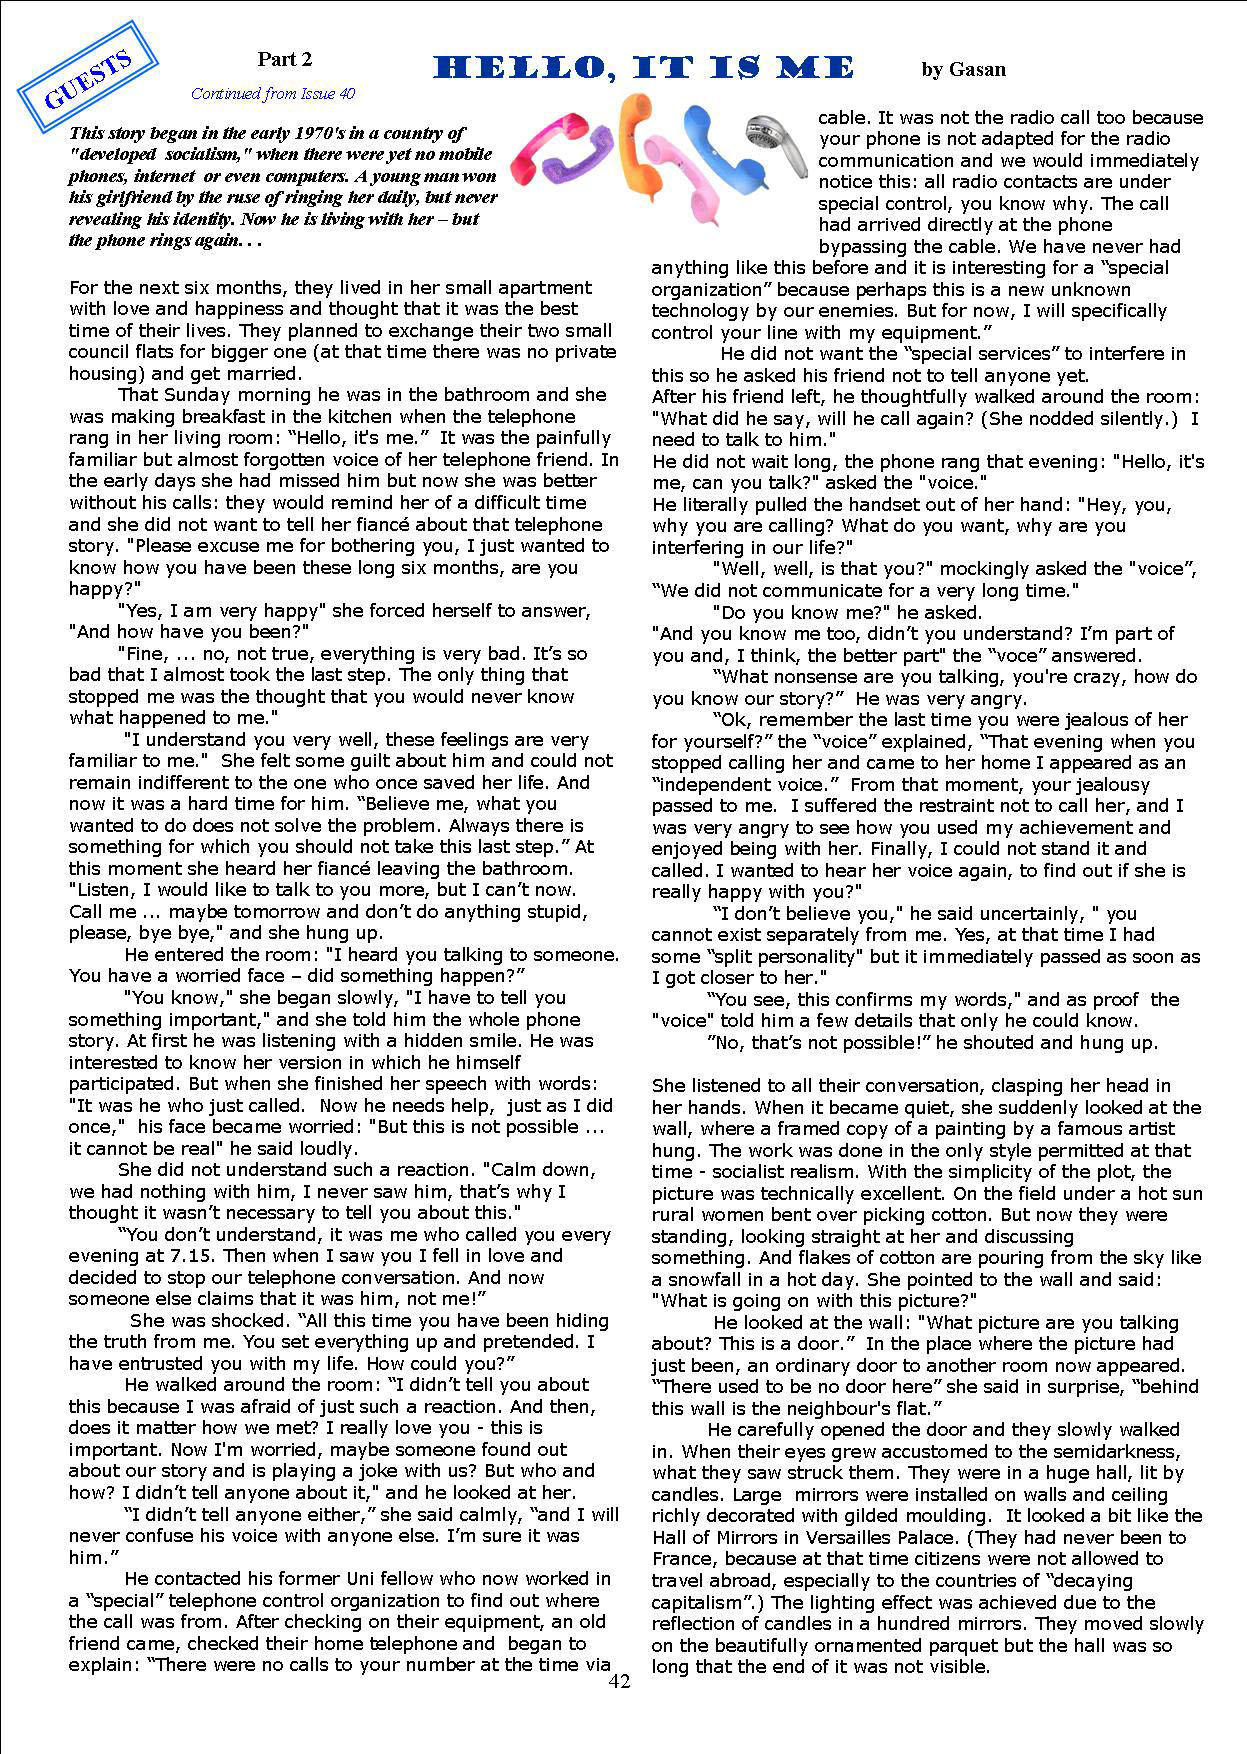 GUESTS
Part 2
HELLO, IT IS ME
by Gasan
Continued from Issue 40
This story began in the early 1970's in a country of
"developed socialism," when there were yet no mobile
phones, internet or even computers. A young man won
his girlfriend by the ruse of ringing her daily, but never
revealing his identity. Now he is living with her – but
the phone rings again. . .
For the next six months, they lived in her small apartment
with love and happiness and thought that it was the best
time of their lives. They planned to exchange their two small
council flats for bigger one (at that time there was no private
housing) and get married.
That Sunday morning he was in the bathroom and she
was making breakfast in the kitchen when the telephone
rang in her living room: “Hello, it's me.” It was the painfully
familiar but almost forgotten voice of her telephone friend. In
the early days she had missed him but now she was better
without his calls: they would remind her of a difficult time
and she did not want to tell her fiancé about that telephone
story. "Please excuse me for bothering you, I just wanted to
know how you have been these long six months, are you
happy?"
"Yes, I am very happy" she forced herself to answer,
"And how have you been?"
"Fine, ... no, not true, everything is very bad. It’s so
bad that I almost took the last step. The only thing that
stopped me was the thought that you would never know
what happened to me."
"I understand you very well, these feelings are very
familiar to me." She felt some guilt about him and could not
remain indifferent to the one who once saved her life. And
now it was a hard time for him. “Believe me, what you
wanted to do does not solve the problem. Always there is
something for which you should not take this last step.” At
this moment she heard her fiancé leaving the bathroom.
"Listen, I would like to talk to you more, but I can’t now.
Call me ... maybe tomorrow and don’t do anything stupid,
please, bye bye," and she hung up.
He entered the room: "I heard you talking to someone.
You have a worried face – did something happen?”
"You know," she began slowly, "I have to tell you
something important," and she told him the whole phone
story. At first he was listening with a hidden smile. He was
interested to know her version in which he himself
participated. But when she finished her speech with words:
"It was he who just called. Now he needs help, just as I did
once," his face became worried: "But this is not possible ...
it cannot be real" he said loudly.
She did not understand such a reaction. "Calm down,
we had nothing with him, I never saw him, that’s why I
thought it wasn’t necessary to tell you about this."
“You don’t understand, it was me who called you every
evening at 7.15. Then when I saw you I fell in love and
decided to stop our telephone conversation. And now
someone else claims that it was him, not me!”
She was shocked. “All this time you have been hiding
the truth from me. You set everything up and pretended. I
have entrusted you with my life. How could you?”
He walked around the room: “I didn’t tell you about
this because I was afraid of just such a reaction. And then,
does it matter how we met? I really love you - this is
important. Now I'm worried, maybe someone found out
about our story and is playing a joke with us? But who and
how? I didn’t tell anyone about it," and he looked at her.
“I didn’t tell anyone either,” she said calmly, “and I will
never confuse his voice with anyone else. I’m sure it was
him.”
He contacted his former Uni fellow who now worked in
a “special” telephone control organization to find out where
the call was from. After checking on their equipment, an old
friend came, checked their home telephone and began to
explain: “There were no calls to your number at the time via
cable. It was not the radio call too because
your phone is not adapted for the radio
communication and we would immediately
notice this: all radio contacts are under
special control, you know why. The call
had arrived directly at the phone
bypassing the cable. We have never had
anything like this before and it is interesting for a “special
organization” because perhaps this is a new unknown
technology by our enemies. But for now, I will specifically
control your line with my equipment.”
He did not want the “special services” to interfere in
this so he asked his friend not to tell anyone yet.
After his friend left, he thoughtfully walked around the room:
"What did he say, will he call again? (She nodded silently.) I
need to talk to him."
He did not wait long, the phone rang that evening: "Hello, it's
me, can you talk?" asked the "voice."
He literally pulled the handset out of her hand: "Hey, you,
why you are calling? What do you want, why are you
interfering in our life?"
"Well, well, is that you?" mockingly asked the "voice”,
“We did not communicate for a very long time."
"Do you know me?" he asked.
"And you know me too, didn’t you understand? I’m part of
you and, I think, the better part" the “voce” answered.
“What nonsense are you talking, you're crazy, how do
you know our story?” He was very angry.
“Ok, remember the last time you were jealous of her
for yourself?” the “voice” explained, “That evening when you
stopped calling her and came to her home I appeared as an
“independent voice.” From that moment, your jealousy
passed to me. I suffered the restraint not to call her, and I
was very angry to see how you used my achievement and
enjoyed being with her. Finally, I could not stand it and
called. I wanted to hear her voice again, to find out if she is
really happy with you?"
“I don’t believe you," he said uncertainly, " you
cannot exist separately from me. Yes, at that time I had
some “split personality" but it immediately passed as soon as
I got closer to her."
“You see, this confirms my words," and as proof the
"voice" told him a few details that only he could know.
”No, that’s not possible!” he shouted and hung up.
She listened to all their conversation, clasping her head in
her hands. When it became quiet, she suddenly looked at the
wall, where a framed copy of a painting by a famous artist
hung. The work was done in the only style permitted at that
time - socialist realism. With the simplicity of the plot, the
picture was technically excellent. On the field under a hot sun
rural women bent over picking cotton. But now they were
standing, looking straight at her and discussing
something. And flakes of cotton are pouring from the sky like
a snowfall in a hot day. She pointed to the wall and said:
"What is going on with this picture?"
He looked at the wall: "What picture are you talking
about? This is a door.” In the place where the picture had
just been, an ordinary door to another room now appeared.
“There used to be no door here” she said in surprise, “behind
this wall is the neighbour's flat.”
He carefully opened the door and they slowly walked
in. When their eyes grew accustomed to the semidarkness,
what they saw struck them. They were in a huge hall, lit by
candles. Large mirrors were installed on walls and ceiling
richly decorated with gilded moulding. It looked a bit like the
Hall of Mirrors in Versailles Palace. (They had never been to
France, because at that time citizens were not allowed to
travel abroad, especially to the countries of “decaying
capitalism”.) The lighting effect was achieved due to the
reflection of candles in a hundred mirrors. They moved slowly
on the beautifully ornamented parquet but the hall was so
long that the end of it was not visible.
42